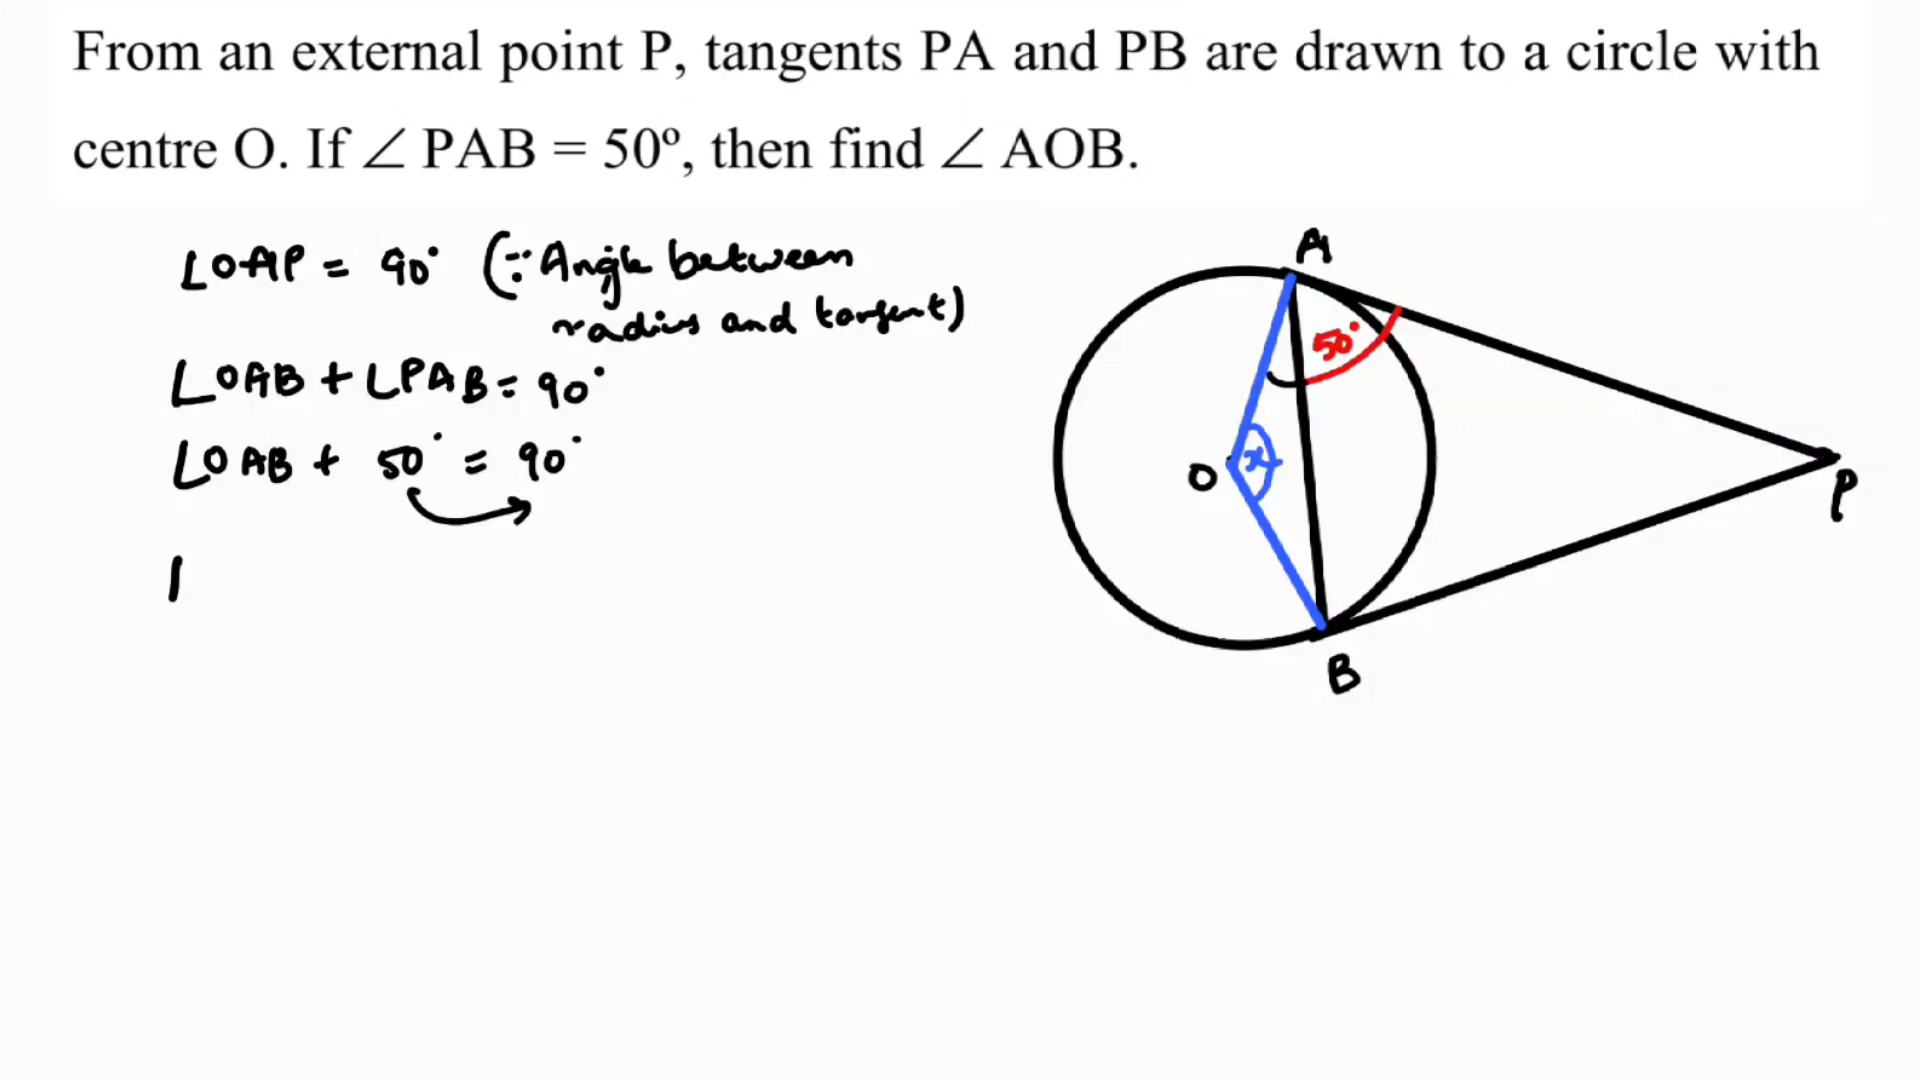 From an external point P, tangents PA and PB are drawn to a circle with
centre O. If ∠ PAB = 50º, then find ∠ AOB.
∠OAP = 90° (∵ Angle between
radius and tangent)
∠OAB + ∠PAB = 90°
∠OAB + 50° = 90°
A
50°
O
x
P
B